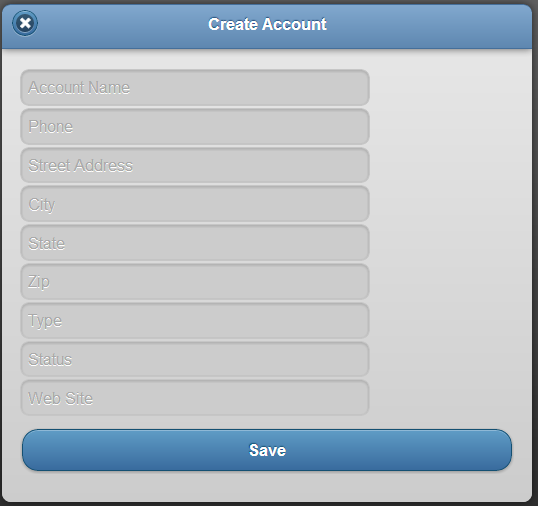 Create Account
Account Name
Phone
Street Address
City
State
Zip
Type
Status
Web Site
Save